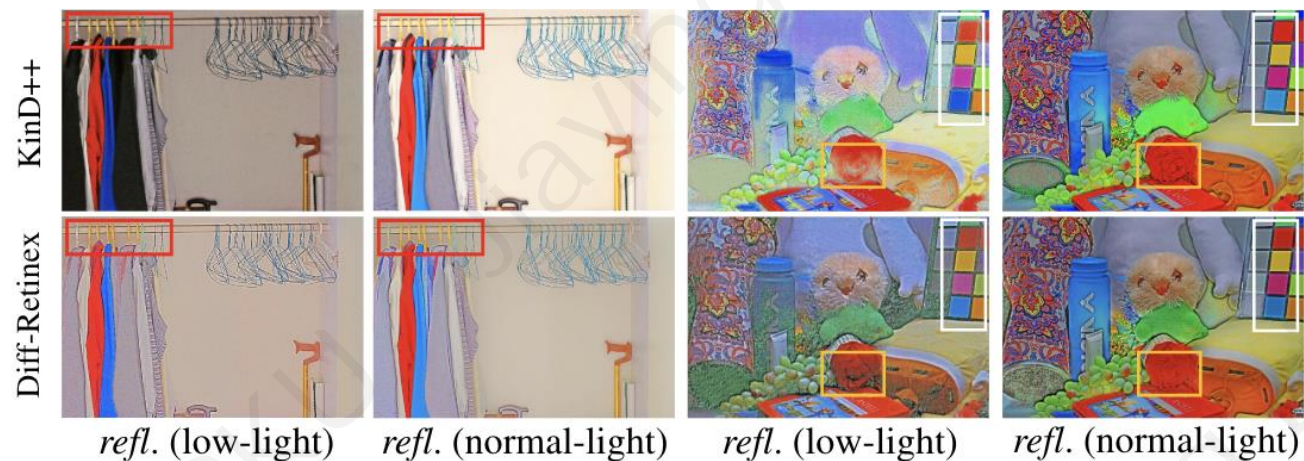 KinD++
Diff-Retinex
refl. (low-light) refl. (normal-light) refl. (low-light) refl. (normal-light)